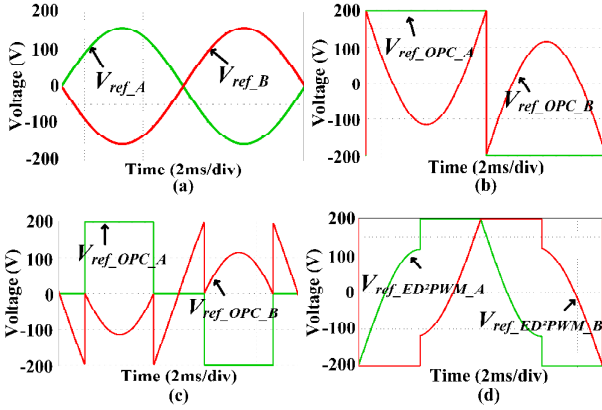 200
100
0
-100
-200
Voltage (V)
V_ref_A
V_ref_B
Time (2ms/div)
(a)
200
100
0
-100
-200
Voltage (V)
V_ref_OPC_A
V_ref_OPC_B
Time (2ms/div)
(b)
200
100
0
-100
-200
Voltage (V)
V_ref_OPC_A
V_ref_OPC_B
Time (2ms/div)
(c)
200
100
0
-100
-200
Voltage (V)
V_ref_ED²PWM_A
V_ref_ED²PWM_B
Time (2ms/div)
(d)